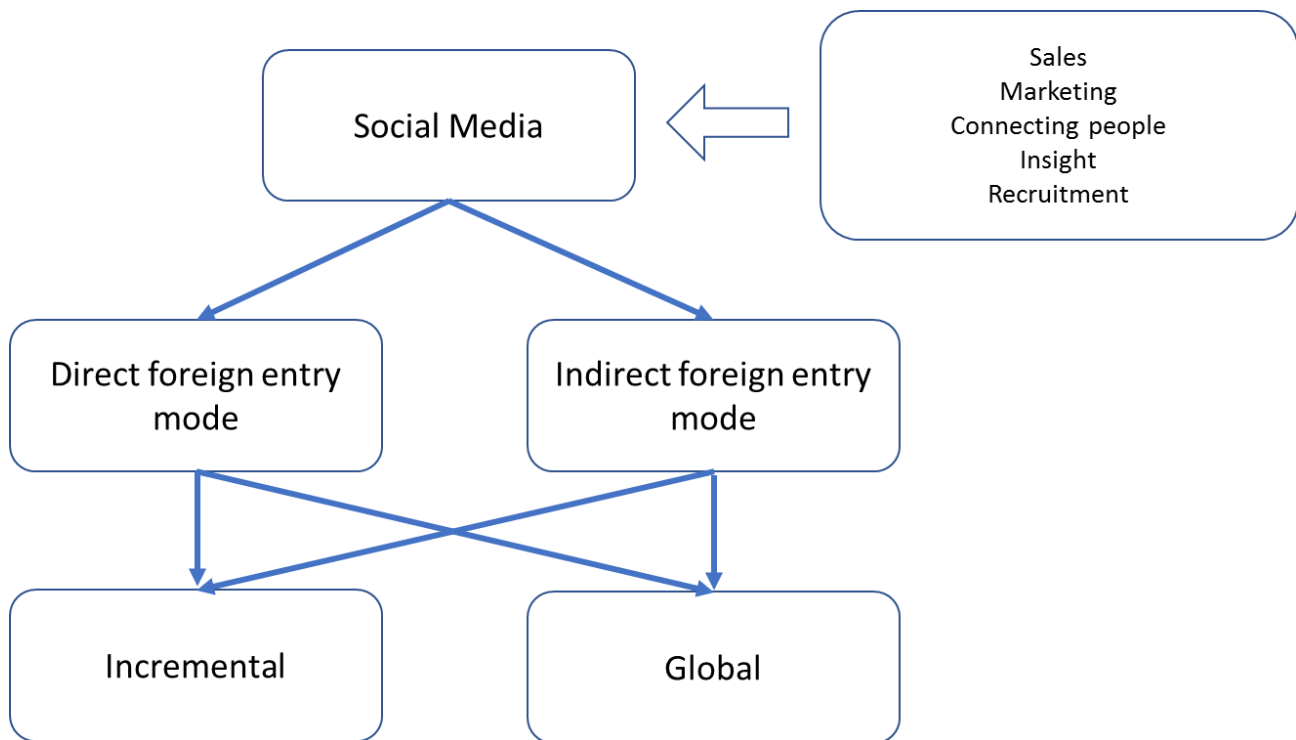 Social Media
Sales
Marketing
Connecting people
Insight
Recruitment
Direct foreign entry
mode
Indirect foreign entry
mode
Incremental
Global